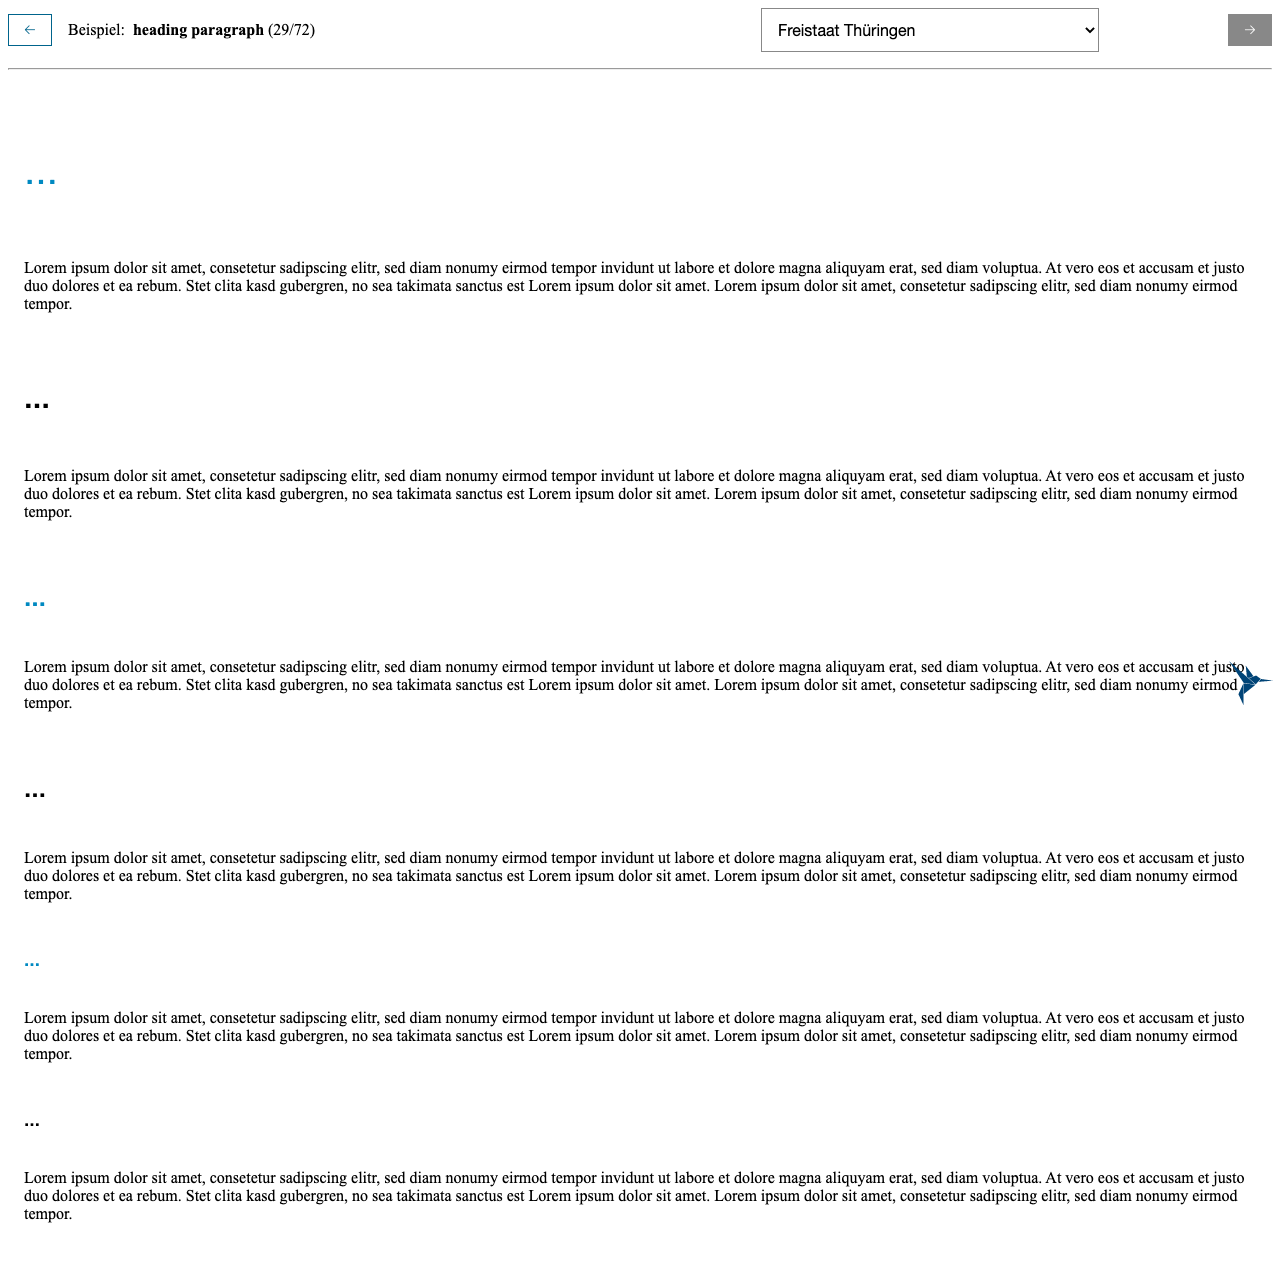 ← Beispiel: heading paragraph (29/72) Freistaat Thüringen →
...
Lorem ipsum dolor sit amet, consetetur sadipscing elitr, sed diam nonumy eirmod tempor invidunt ut labore et dolore magna aliquyam erat, sed diam voluptua. At vero eos et accusam et justo
duo dolores et ea rebum. Stet clita kasd gubergren, no sea takimata sanctus est Lorem ipsum dolor sit amet. Lorem ipsum dolor sit amet, consetetur sadipscing elitr, sed diam nonumy eirmod
tempor.
...
Lorem ipsum dolor sit amet, consetetur sadipscing elitr, sed diam nonumy eirmod tempor invidunt ut labore et dolore magna aliquyam erat, sed diam voluptua. At vero eos et accusam et justo
duo dolores et ea rebum. Stet clita kasd gubergren, no sea takimata sanctus est Lorem ipsum dolor sit amet. Lorem ipsum dolor sit amet, consetetur sadipscing elitr, sed diam nonumy eirmod
tempor.
...
Lorem ipsum dolor sit amet, consetetur sadipscing elitr, sed diam nonumy eirmod tempor invidunt ut labore et dolore magna aliquyam erat, sed diam voluptua. At vero eos et accusam et justo
duo dolores et ea rebum. Stet clita kasd gubergren, no sea takimata sanctus est Lorem ipsum dolor sit amet. Lorem ipsum dolor sit amet, consetetur sadipscing elitr, sed diam nonumy eirmod
tempor.
...
Lorem ipsum dolor sit amet, consetetur sadipscing elitr, sed diam nonumy eirmod tempor invidunt ut labore et dolore magna aliquyam erat, sed diam voluptua. At vero eos et accusam et justo
duo dolores et ea rebum. Stet clita kasd gubergren, no sea takimata sanctus est Lorem ipsum dolor sit amet. Lorem ipsum dolor sit amet, consetetur sadipscing elitr, sed diam nonumy eirmod
tempor.
...
Lorem ipsum dolor sit amet, consetetur sadipscing elitr, sed diam nonumy eirmod tempor invidunt ut labore et dolore magna aliquyam erat, sed diam voluptua. At vero eos et accusam et justo
duo dolores et ea rebum. Stet clita kasd gubergren, no sea takimata sanctus est Lorem ipsum dolor sit amet. Lorem ipsum dolor sit amet, consetetur sadipscing elitr, sed diam nonumy eirmod
tempor.
...
Lorem ipsum dolor sit amet, consetetur sadipscing elitr, sed diam nonumy eirmod tempor invidunt ut labore et dolore magna aliquyam erat, sed diam voluptua. At vero eos et accusam et justo
duo dolores et ea rebum. Stet clita kasd gubergren, no sea takimata sanctus est Lorem ipsum dolor sit amet. Lorem ipsum dolor sit amet, consetetur sadipscing elitr, sed diam nonumy eirmod
tempor.